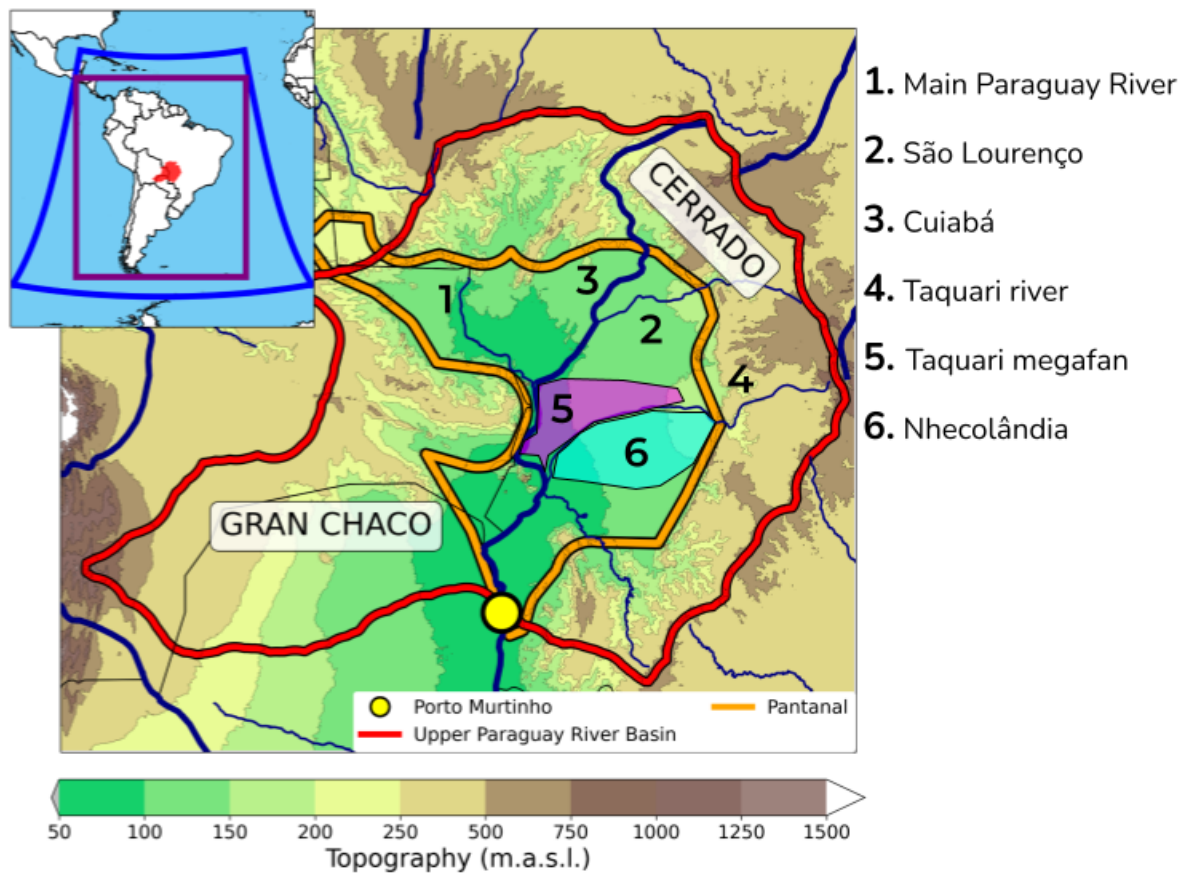 1. Main Paraguay River
2. São Lourenço
3. Cuiabá
4. Taquari river
5. Taquari megafan
6. Nhecolândia
CERRADO
1
3
2
4
5
6
GRAN CHACO
Porto Murtinho
Pantanal
Upper Paraguay River Basin
50 100 150 200 250 500 750 1000 1250 1500
Topography (m.a.s.l.)